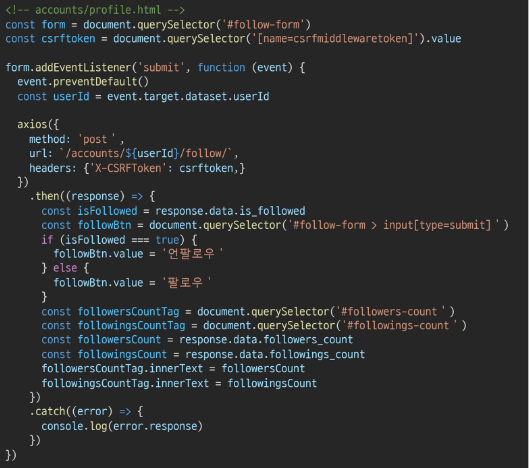 <!-- accounts/profile.html -->
const form = document.querySelector('#follow-form')
const csrftoken = document.querySelector('[name=csrfmiddlewaretoken]').value

form.addEventListener('submit', function (event) {
  event.preventDefault()
  const userId = event.target.dataset.userId

  axios({
    method: 'post',
    url: `/accounts/${userId}/follow/`,
    headers: {'X-CSRFToken': csrftoken,}
  })
    .then((response) => {
      const isFollowed = response.data.is_followed
      const followBtn = document.querySelector('#follow-form > input[type=submit]')
      if (isFollowed === true) {
        followBtn.value = '언팔로우'
      } else {
        followBtn.value = '팔로우'
      }
      const followersCountTag = document.querySelector('#followers-count')
      const followingsCountTag = document.querySelector('#followings-count')
      const followersCount = response.data.followers_count
      const followingsCount = response.data.followings_count
      followersCountTag.innerText = followersCount
      followingsCountTag.innerText = followingsCount
    })
    .catch((error) => {
      console.log(error.response)
    })
})